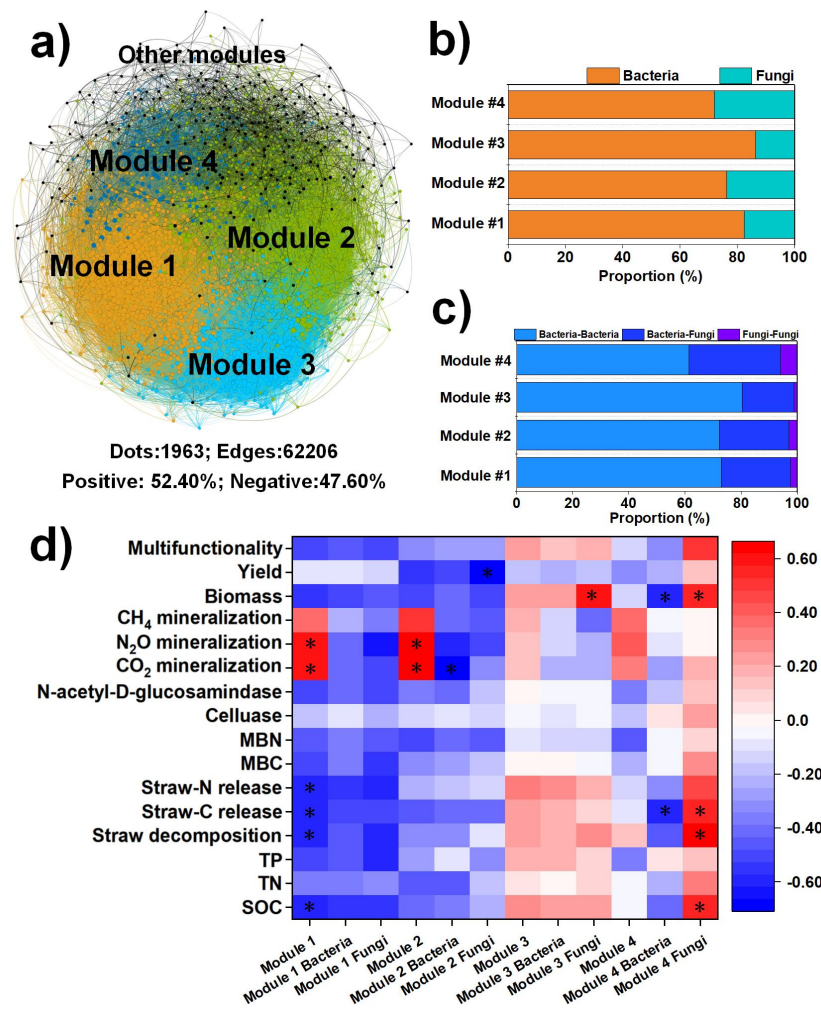 a)
Other modules
Module 4
Module 2
Module 1
Module 3
Dots:1963; Edges:62206
Positive: 52.40%; Negative:47.60%
b)
Bacteria Fungi
Module #4
Module #3
Module #2
Module #1
0 20 40 60 80 100
Proportion (%)
c)
Bacteria-Bacteria Bacteria-Fungi Fungi-Fungi
Module #4
Module #3
Module #2
Module #1
0 20 40 60 80 100
Proportion (%)
d)
Multifunctionality
Yield
*
Biomass
* * *
CH4 mineralization
N2O mineralization
* *
CO2 mineralization
* * *
N-acetyl-D-glucosamindase
Celluase
MBN
MBC
Straw-N release
*
Straw-C release
* * *
Straw decomposition
* *
TP
TN
SOC
* *
Module 1
Module 1 Bacteria
Module 1 Fungi
Module 2
Module 2 Bacteria
Module 2 Fungi
Module 3
Module 3 Bacteria
Module 3 Fungi
Module 4
Module 4 Bacteria
Module 4 Fungi
0.60
0.40
0.20
0.0
-0.20
-0.40
-0.60